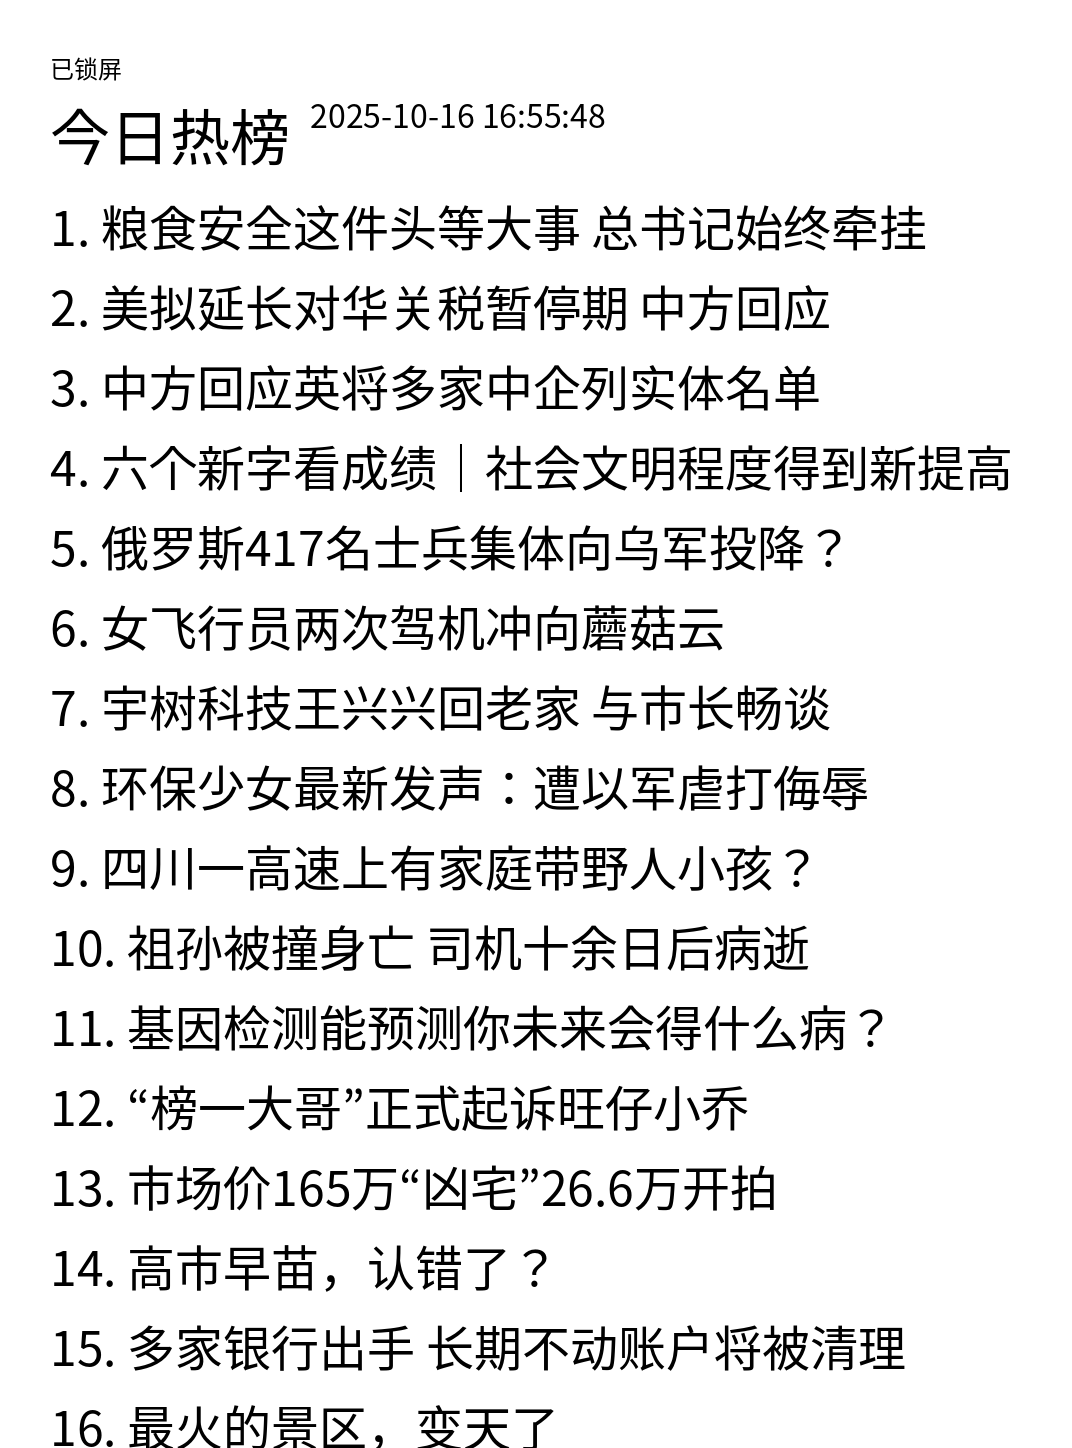 已锁屏
今日热榜 2025-10-16 16:55:48
1. 粮食安全这件头等大事 总书记始终牵挂
2. 美拟延长对华关税暂停期 中方回应
3. 中方回应英将多家中企列实体名单
4. 六个新字看成绩｜社会文明程度得到新提高
5. 俄罗斯417名士兵集体向乌军投降？
6. 女飞行员两次驾机冲向蘑菇云
7. 宇树科技王兴兴回老家 与市长畅谈
8. 环保少女最新发声：遭以军虐打侮辱
9. 四川一高速上有家庭带野人小孩？
10. 祖孙被撞身亡 司机十余日后病逝
11. 基因检测能预测你未来会得什么病？
12. “榜一大哥”正式起诉旺仔小乔
13. 市场价165万“凶宅”26.6万开拍
14. 高市早苗，认错了？
15. 多家银行出手 长期不动账户将被清理
16. 最火的景区，变天了